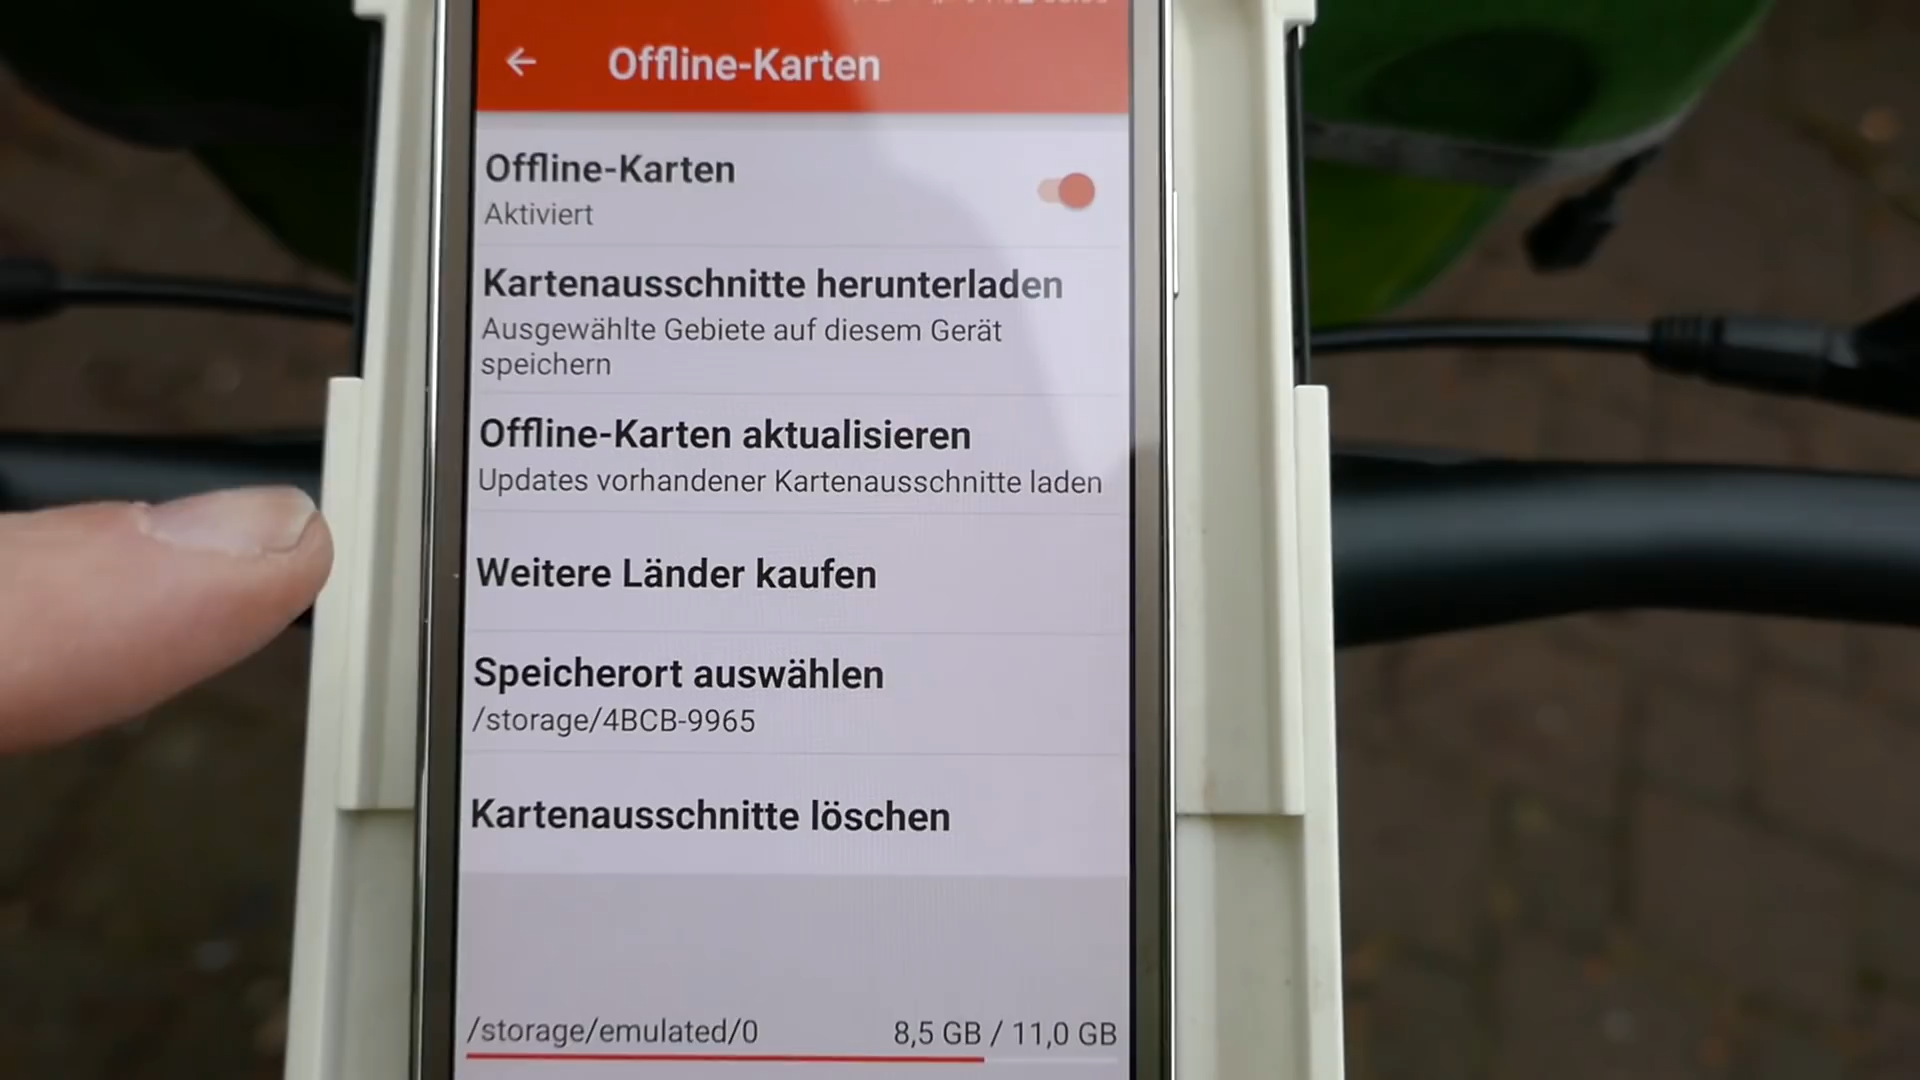 Offline-Karten
Offline-Karten
Aktiviert
Kartenausschnitte herunterladen
Ausgewählte Gebiete auf diesem Gerät
speichern
Offline-Karten aktualisieren
Updates vorhandener Kartenausschnitte laden
Weitere Länder kaufen
Speicherort auswählen
/storage/4BCB-9965
Kartenausschnitte löschen
/storage/emulated/0 8,5 GB / 11,0 GB